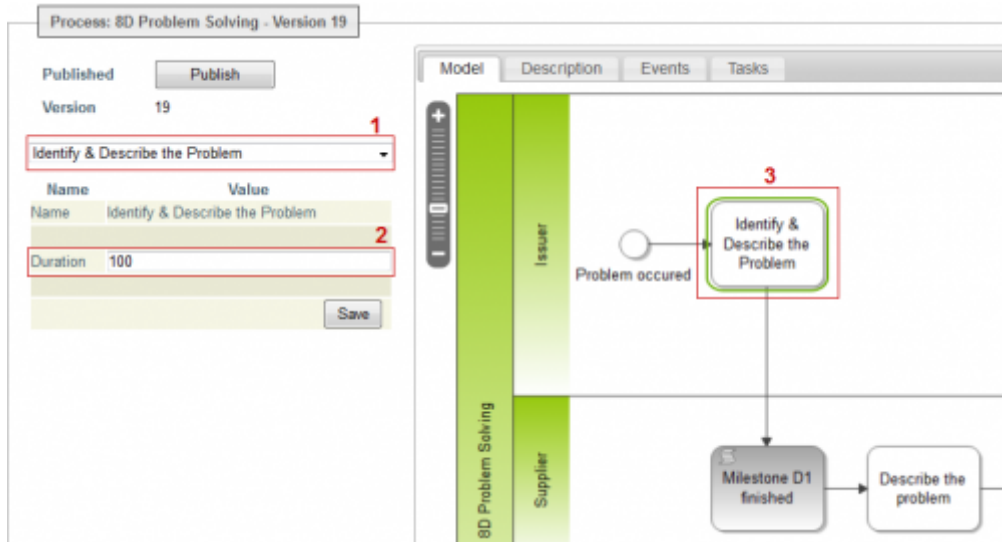 Process: 8D Problem Solving - Version 19
Published
Publish
Version
19
1
Identify & Describe the Problem
Name
Value
Name
Identify & Describe the Problem
2
Duration
100
Save
Model
Description
Events
Tasks
+
-
8D Problem Solving
Issuer
Supplier
Problem occured
3
Identify &
Describe the
Problem
Milestone D1
finished
Describe the
problem